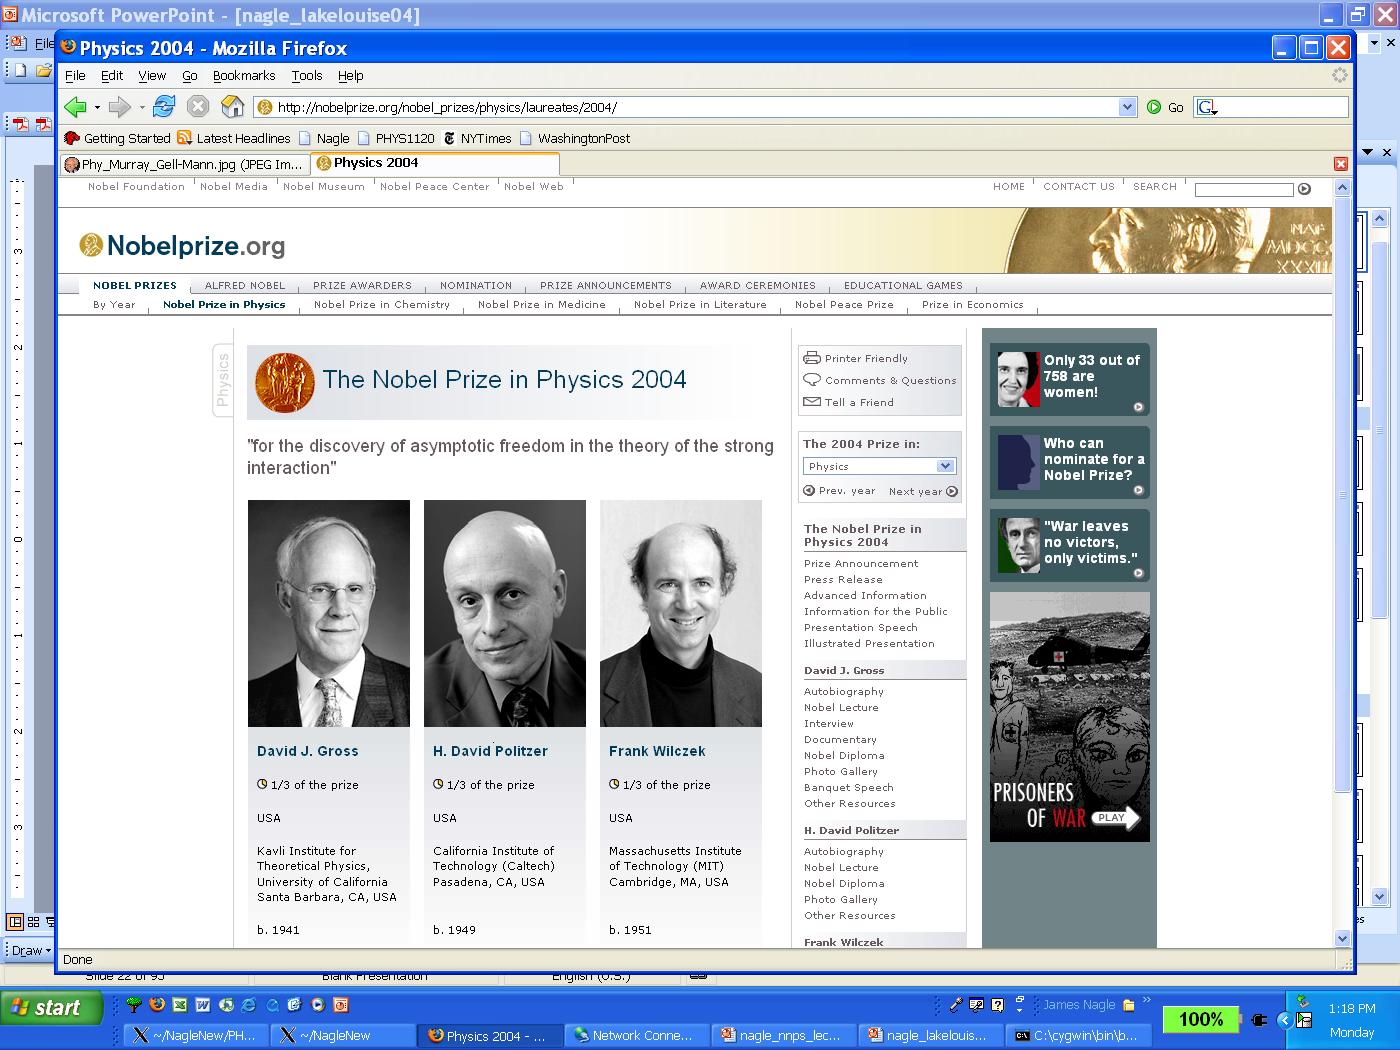 Microsoft PowerPoint - [nagle_lakelouise04]
File
Physics 2004 - Mozilla Firefox
File Edit View Go Bookmarks Tools Help
http://nobelprize.org/nobel_prizes/physics/laureates/2004/ Go
Getting Started Latest Headlines Nagle PHYS1120 NYTimes WashingtonPost
Phy_Murray_Gell-Mann.jpg (JPEG Im... Physics 2004
Nobel Foundation Nobel Media Nobel Museum Nobel Peace Center Nobel Web HOME CONTACT US SEARCH
Nobelprize.org
NOBEL PRIZES ALFRED NOBEL PRIZE AWARDERS NOMINATION PRIZE ANNOUNCEMENTS AWARD CEREMONIES EDUCATIONAL GAMES
By Year Nobel Prize in Physics Nobel Prize in Chemistry Nobel Prize in Medicine Nobel Prize in Literature Nobel Peace Prize Prize in Economics
Physics
The Nobel Prize in Physics 2004
"for the discovery of asymptotic freedom in the theory of the strong
interaction"
David J. Gross
1/3 of the prize
USA
Kavli Institute for
Theoretical Physics,
University of California
Santa Barbara, CA, USA
b. 1941
H. David Politzer
1/3 of the prize
USA
California Institute of
Technology (Caltech)
Pasadena, CA, USA
b. 1949
Frank Wilczek
1/3 of the prize
USA
Massachusetts Institute
of Technology (MIT)
Cambridge, MA, USA
b. 1951
Printer Friendly
Comments & Questions
Tell a Friend
The 2004 Prize in:
Physics
Prev. year Next year
The Nobel Prize in
Physics 2004
Prize Announcement
Press Release
Advanced Information
Information for the Public
Presentation Speech
Illustrated Presentation
David J. Gross
Autobiography
Nobel Lecture
Interview
Documentary
Nobel Diploma
Photo Gallery
Banquet Speech
Other Resources
H. David Politzer
Autobiography
Nobel Lecture
Nobel Diploma
Photo Gallery
Other Resources
Frank Wilczek
Only 33 out of
758 are
women!
Who can
nominate for a
Nobel Prize?
"War leaves
no victors,
only victims."
PRISONERS
OF WAR PLAY
Done
Draw
Slide 22 of 95 Blank Presentation English (U.S.)
start James Nagle 100% 1:18 PM
Monday
~/NagleNew/PH... ~/NagleNew Physics 2004 - ... Network Conne... nagle_nnps_lec... nagle_lakelouis... C:\cygwin\bin\b...